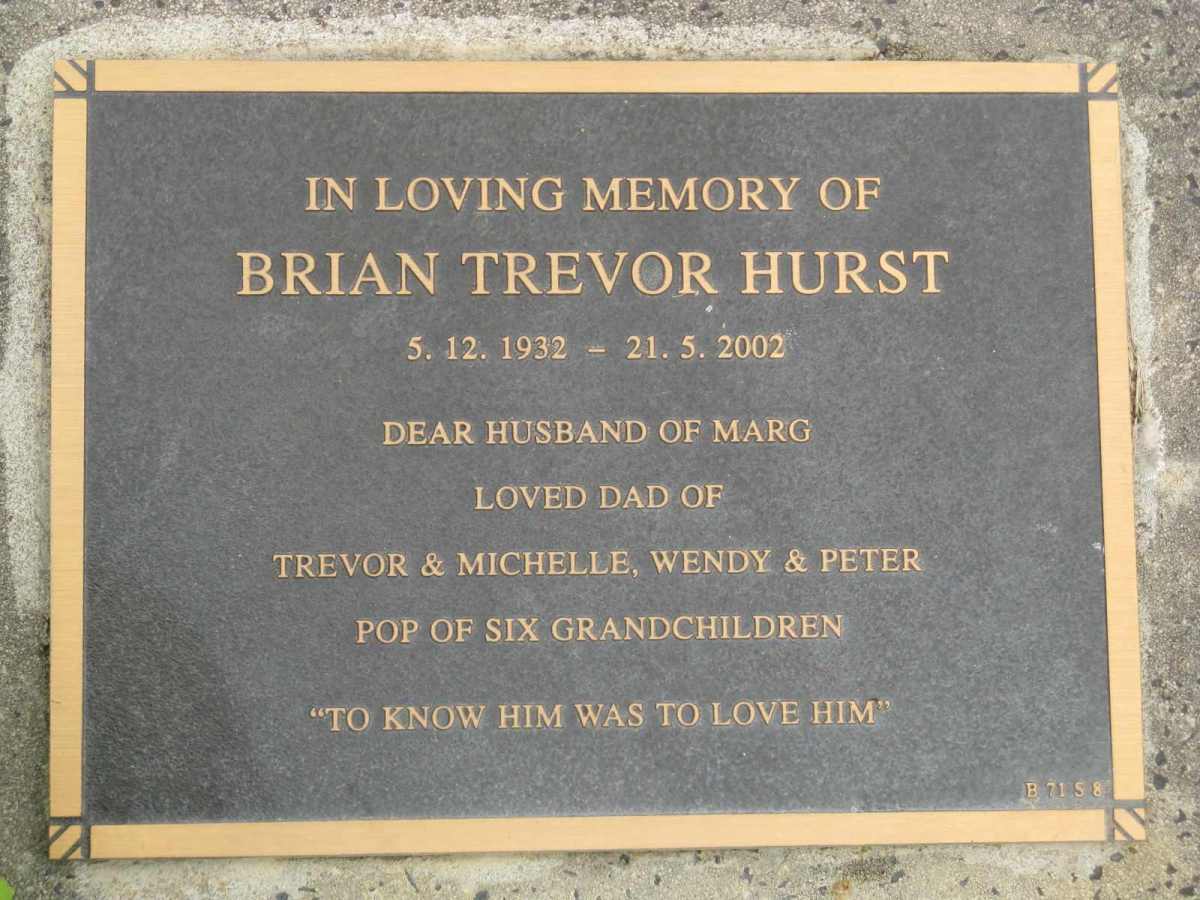 IN LOVING MEMORY OF
BRIAN TREVOR HURST
5. 12. 1932 – 21. 5. 2002
DEAR HUSBAND OF MARG
LOVED DAD OF
TREVOR & MICHELLE, WENDY & PETER
POP OF SIX GRANDCHILDREN
“TO KNOW HIM WAS TO LOVE HIM”
B 71 S 8